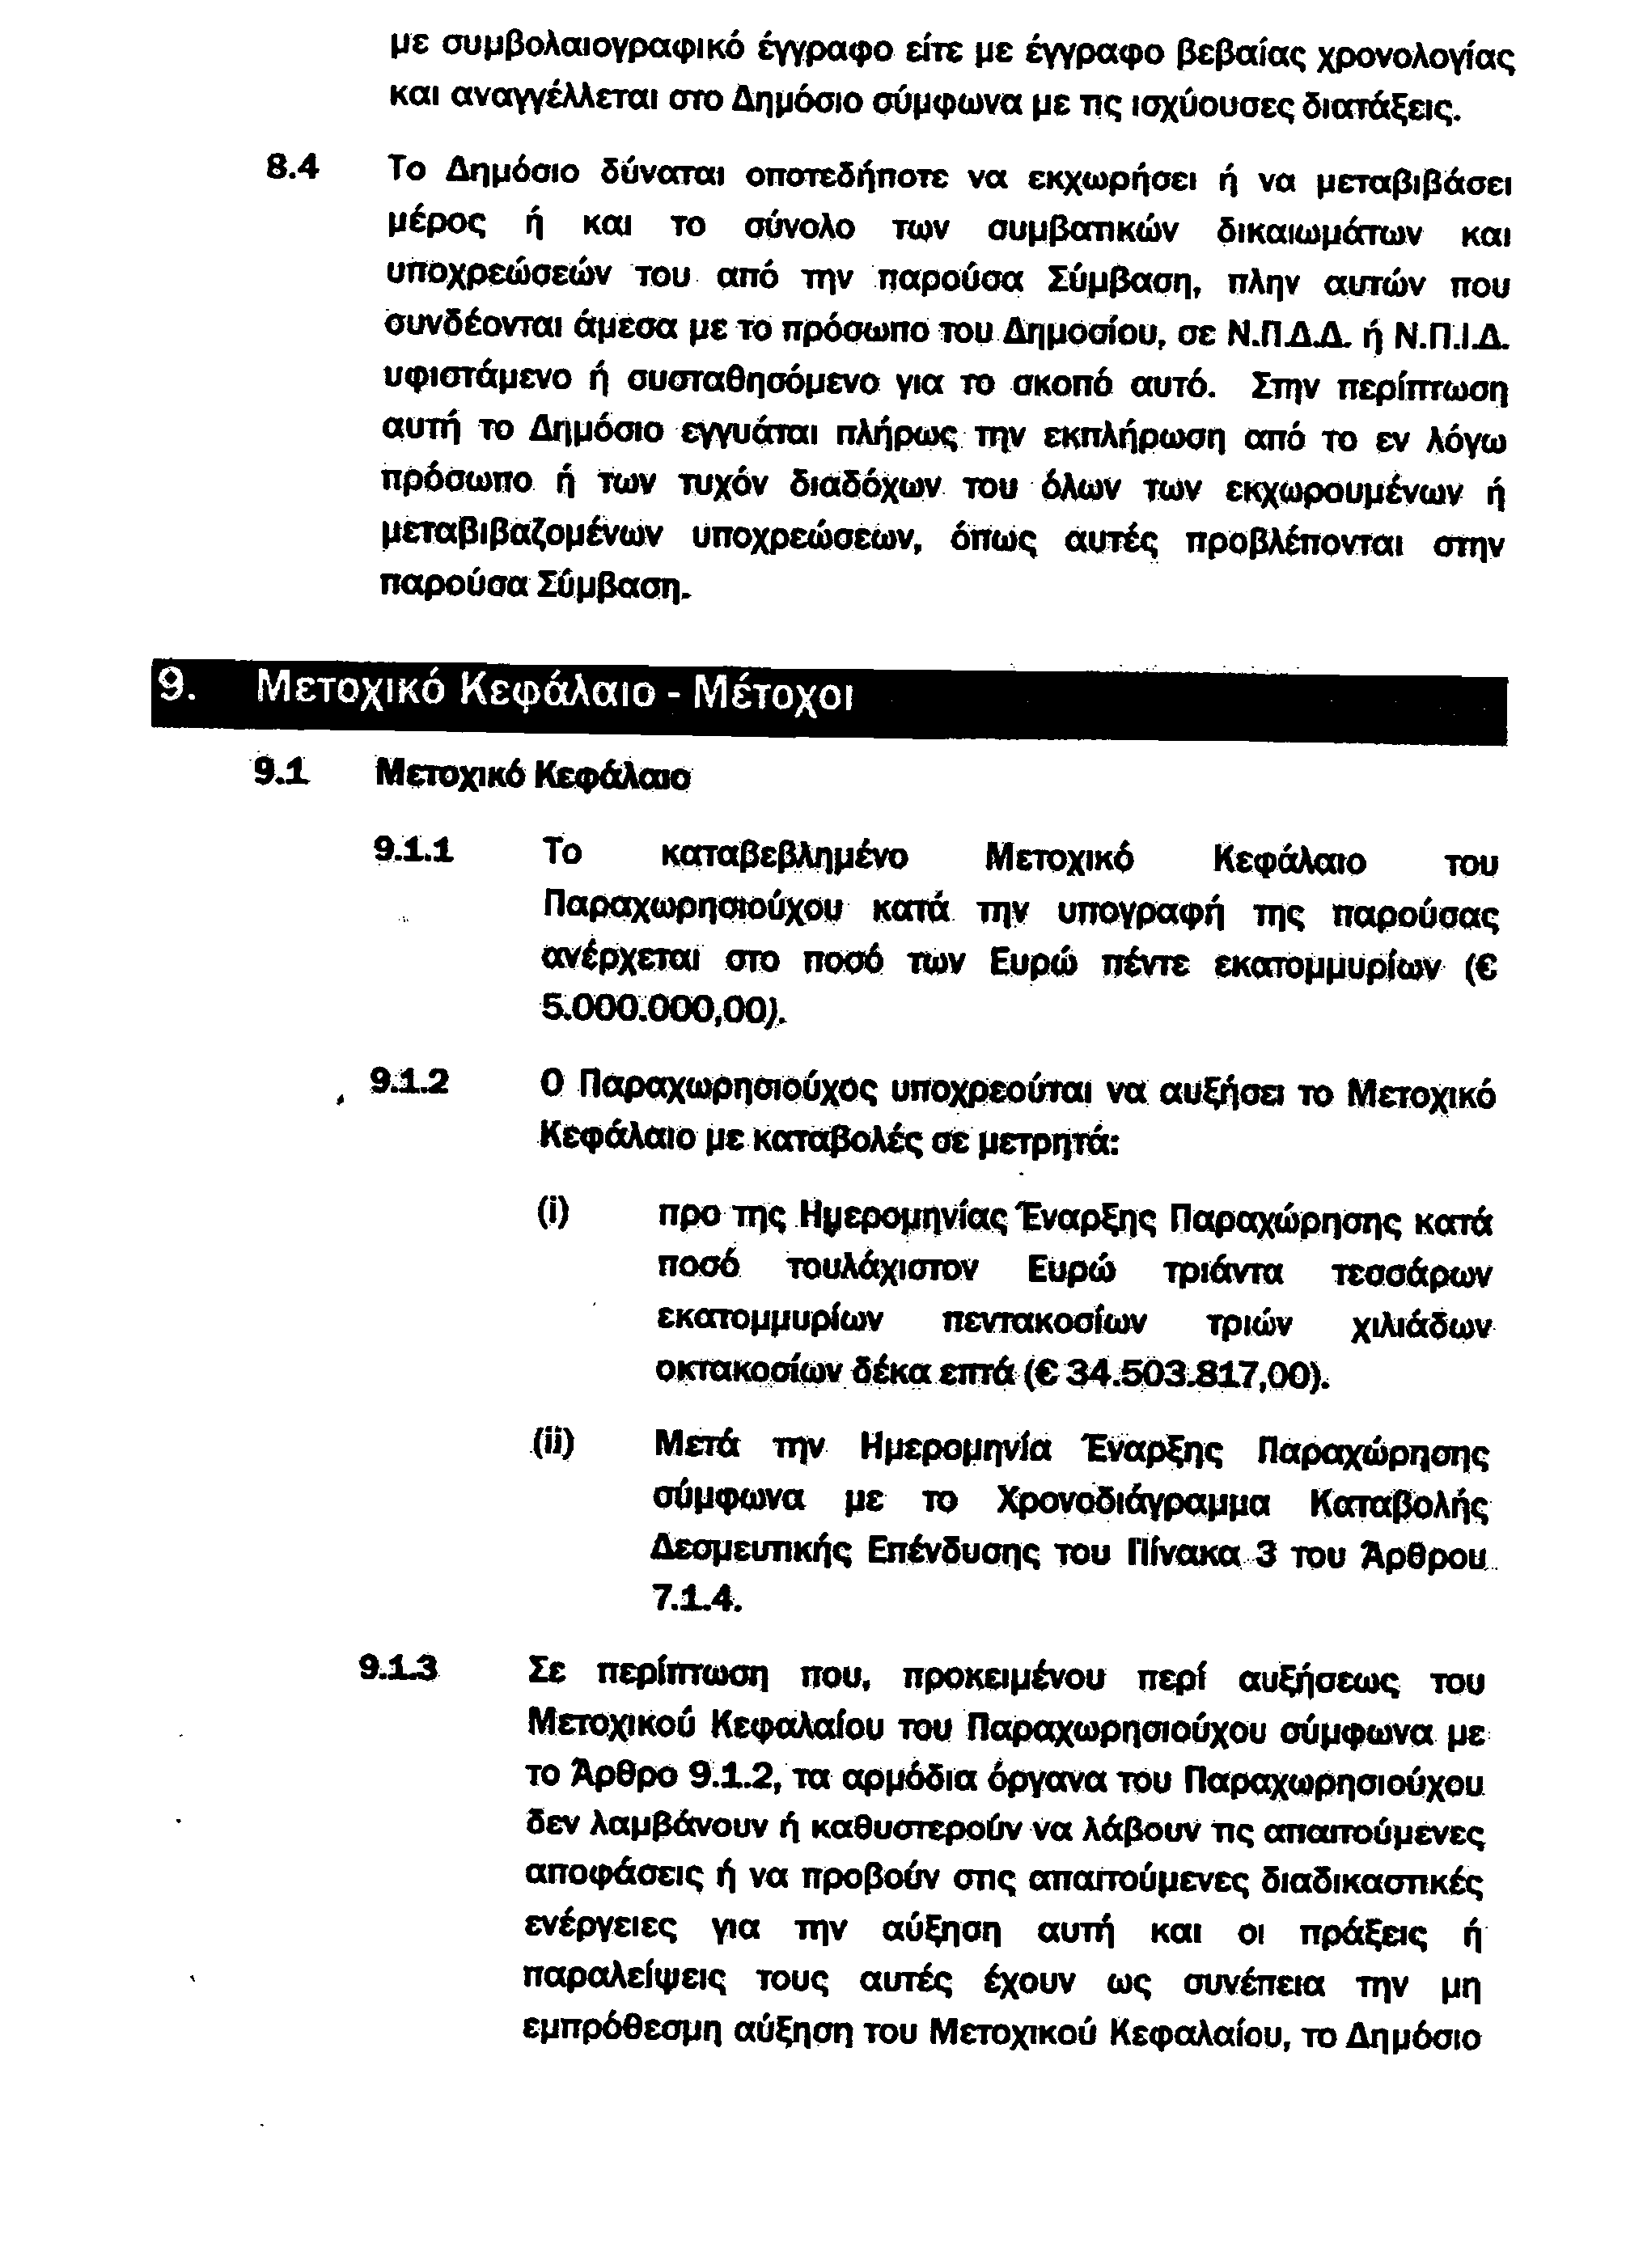 με συμβολαιογραφικό έγγραφο είτε με έγγραφο βεβαίας χρονολογίας
και αναγγέλλεται στο Δημόσιο σύμφωνα με τις ισχύουσες διατάξεις.
8.4 Το Δημόσιο δύναται οποτεδήποτε να εκχωρήσει ή να μεταβιβάσει
μέρος ή και το σύνολο των συμβατικών δικαιωμάτων και
υποχρεώσεών του από την παρούσα Σύμβαση, πλην αυτών που
συνδέονται άμεσα με το πρόσωπο του Δημοσίου, σε Ν.Π.Δ.Δ. ή Ν.Π.Ι.Δ.
υφιστάμενο ή συσταθησόμενο για το σκοπό αυτό. Στην περίπτωση
αυτή το Δημόσιο εγγυάται πλήρως την εκπλήρωση από το εν λόγω
πρόσωπο ή των τυχόν διαδόχων του όλων των εκχωρουμένων ή
μεταβιβαζομένων υποχρεώσεων, όπως αυτές προβλέπονται στην
παρούσα Σύμβαση.
9. Μετοχικό Κεφάλαιο - Μέτοχοι
9.1 Μετοχικό Κεφάλαιο
9.1.1 Το καταβεβλημένο Μετοχικό Κεφάλαιο του
Παραχωρησιούχου κατά την υπογραφή της παρούσας
ανέρχεται στο ποσό των Ευρώ πέντε εκατομμυρίων (€
5.000.000,00).
9.1.2 Ο Παραχωρησιούχος υποχρεούται να αυξήσει το Μετοχικό
Κεφάλαιο με καταβολές σε μετρητά:
(i) προ της Ημερομηνίας Έναρξης Παραχώρησης κατά
ποσό τουλάχιστον Ευρώ τριάντα τεσσάρων
εκατομμυρίων πεντακοσίων τριών χιλιάδων
οκτακοσίων δέκα επτά (€ 34.503.817,00).
(ii) Μετά την Ημερομηνία Έναρξης Παραχώρησης
σύμφωνα με το Χρονοδιάγραμμα Καταβολής
Δεσμευτικής Επένδυσης του Πίνακα 3 του Άρθρου
7.1.4.
9.1.3 Σε περίπτωση που, προκειμένου περί αυξήσεως του
Μετοχικού Κεφαλαίου του Παραχωρησιούχου σύμφωνα με
το Άρθρο 9.1.2, τα αρμόδια όργανα του Παραχωρησιούχου
δεν λαμβάνουν ή καθυστερούν να λάβουν τις απαιτούμενες
αποφάσεις ή να προβούν στις απαιτούμενες διαδικαστικές
ενέργειες για την αύξηση αυτή και οι πράξεις ή
παραλείψεις τους αυτές έχουν ως συνέπεια την μη
εμπρόθεσμη αύξηση του Μετοχικού Κεφαλαίου, το Δημόσιο